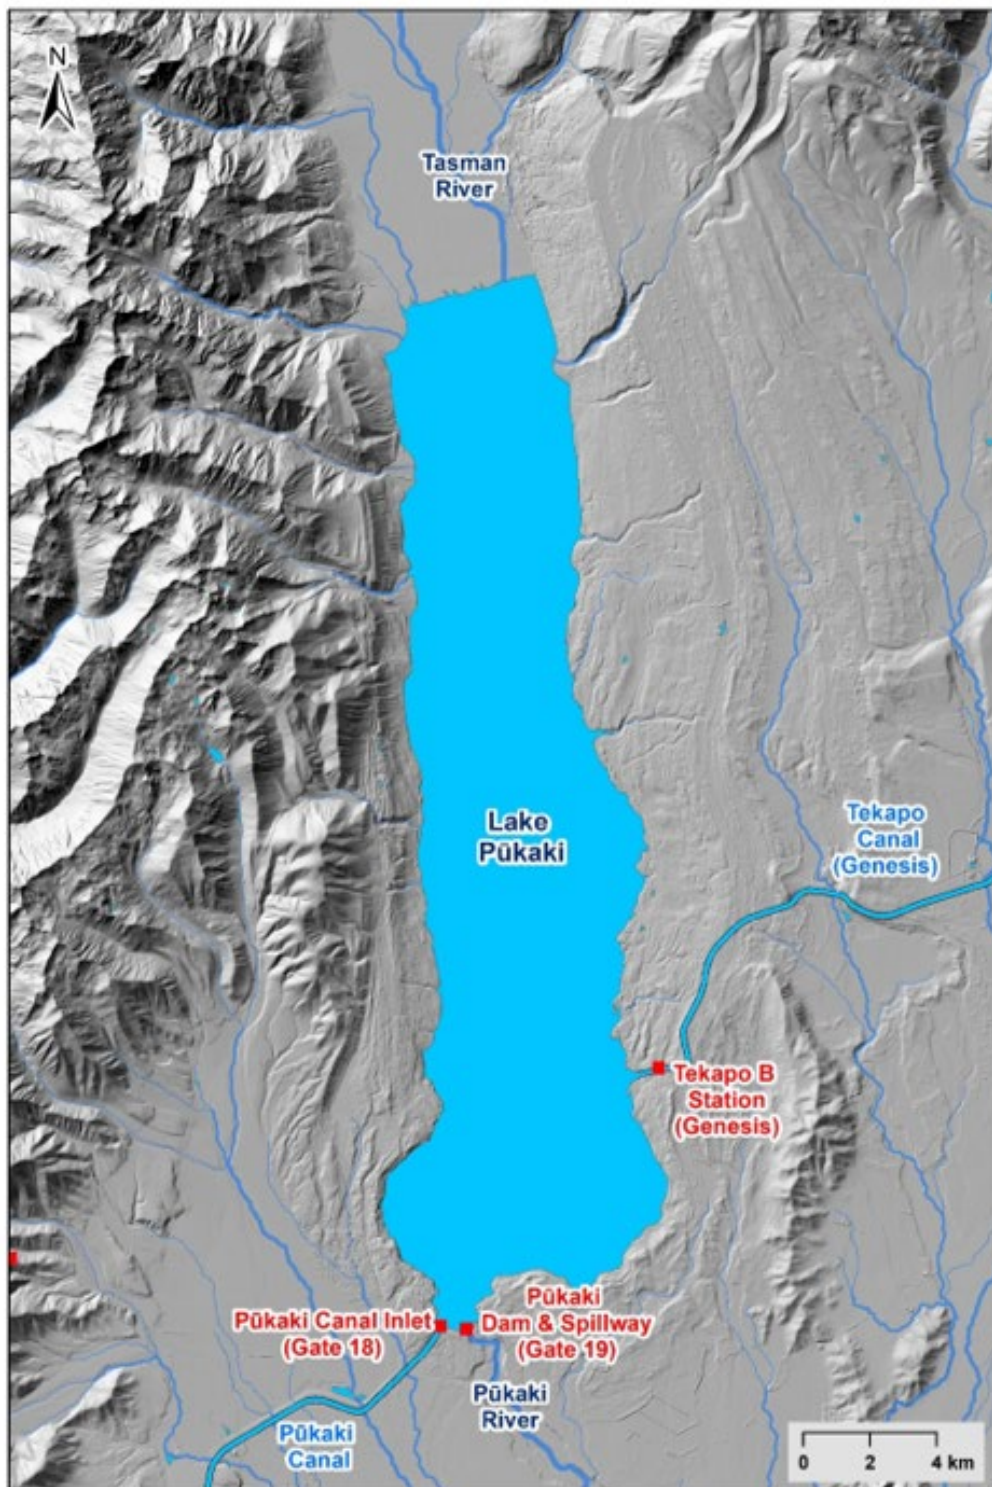 N
Tasman
River
Lake
Pūkaki
Tekapo
Canal
(Genesis)
Tekapo B
Station
(Genesis)
Pūkaki Canal Inlet
(Gate 18)
Pūkaki
Dam & Spillway
(Gate 19)
Pūkaki
River
Pūkaki
Canal
0 2 4 km